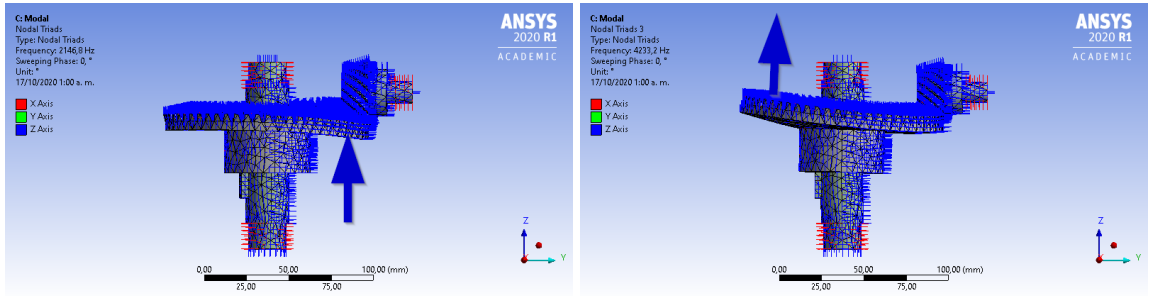 C: Modal
Nodal Triads
Type: Nodal Triads
Frequency: 2146,8 Hz
Sweeping Phase: 0, °
Unit: °
17/10/2020 1:00 a. m.
X Axis
Y Axis
Z Axis
ANSYS
2020 R1
ACADEMIC
Z
Y
0,00 50,00 100,00 (mm)
25,00 75,00
C: Modal
Nodal Triads 3
Type: Nodal Triads
Frequency: 4233,2 Hz
Sweeping Phase: 0, °
Unit: °
17/10/2020 1:00 a. m.
X Axis
Y Axis
Z Axis
ANSYS
2020 R1
ACADEMIC
Z
Y
0,00 50,00 100,00 (mm)
25,00 75,00